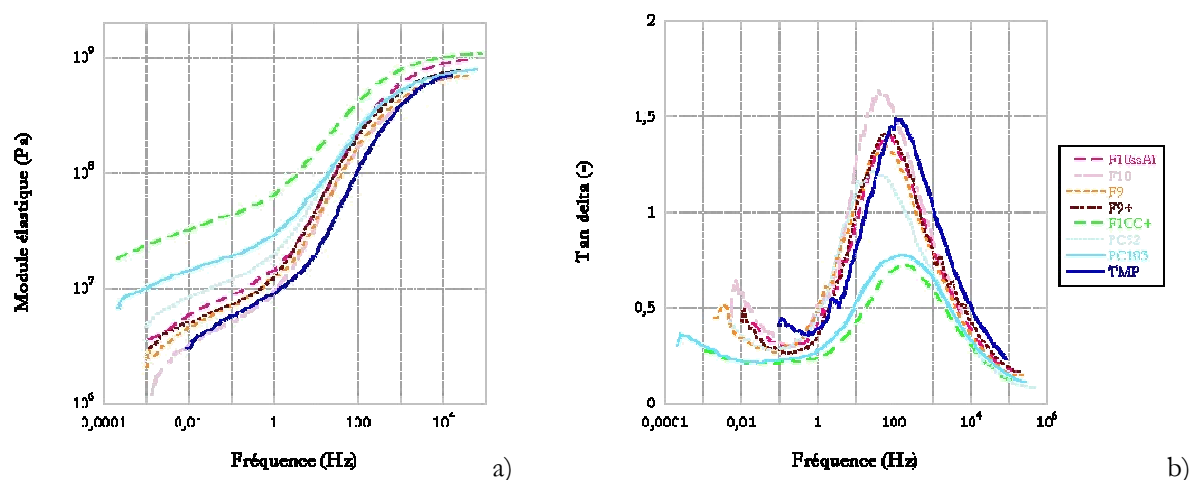 10⁹
10⁸
10⁷
10⁶
Module élastique (Pa)
0,0001 0,01 1 100 10⁴
Fréquence (Hz)
a)
2
1,5
1
0,5
0
Tan delta (-)
0,0001 0,01 1 100 10⁴ 10⁶
Fréquence (Hz)
b)
F10
F9
F9+
PC103
TMP